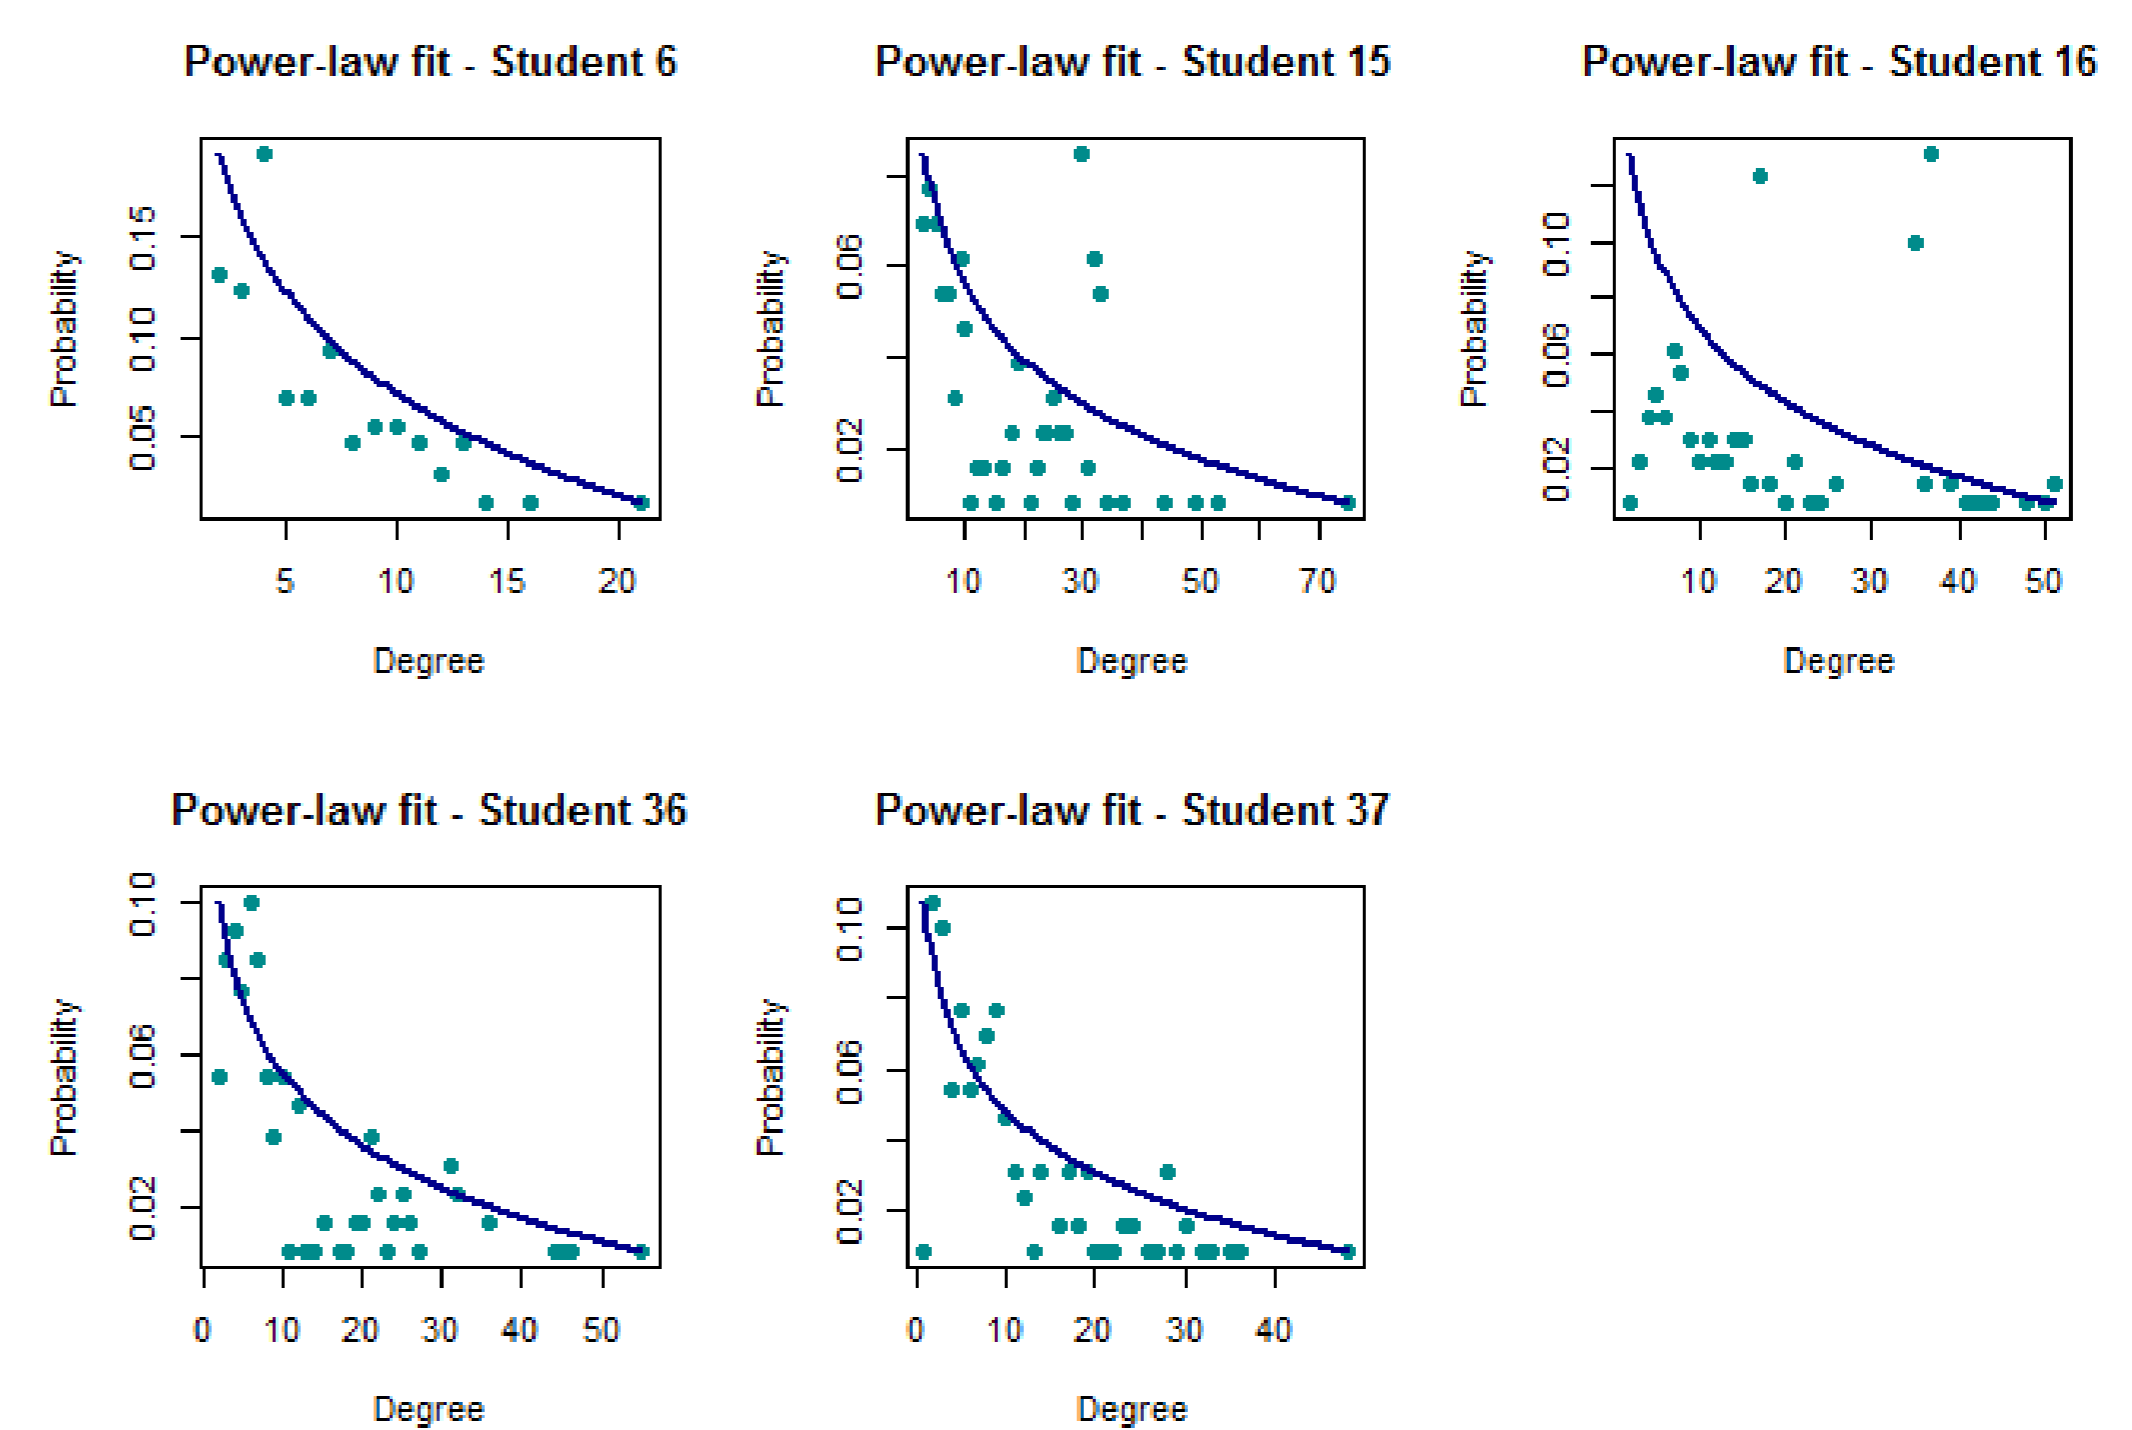 Power-law fit - Student 6
Probability
0.05 0.10 0.15
5 10 15 20
Degree
Power-law fit - Student 15
Probability
0.02 0.06
10 30 50 70
Degree
Power-law fit - Student 16
Probability
0.02 0.06 0.10
10 20 30 40 50
Degree
Power-law fit - Student 36
Probability
0.02 0.06 0.10
0 10 20 30 40 50
Degree
Power-law fit - Student 37
Probability
0.02 0.06 0.10
0 10 20 30 40
Degree